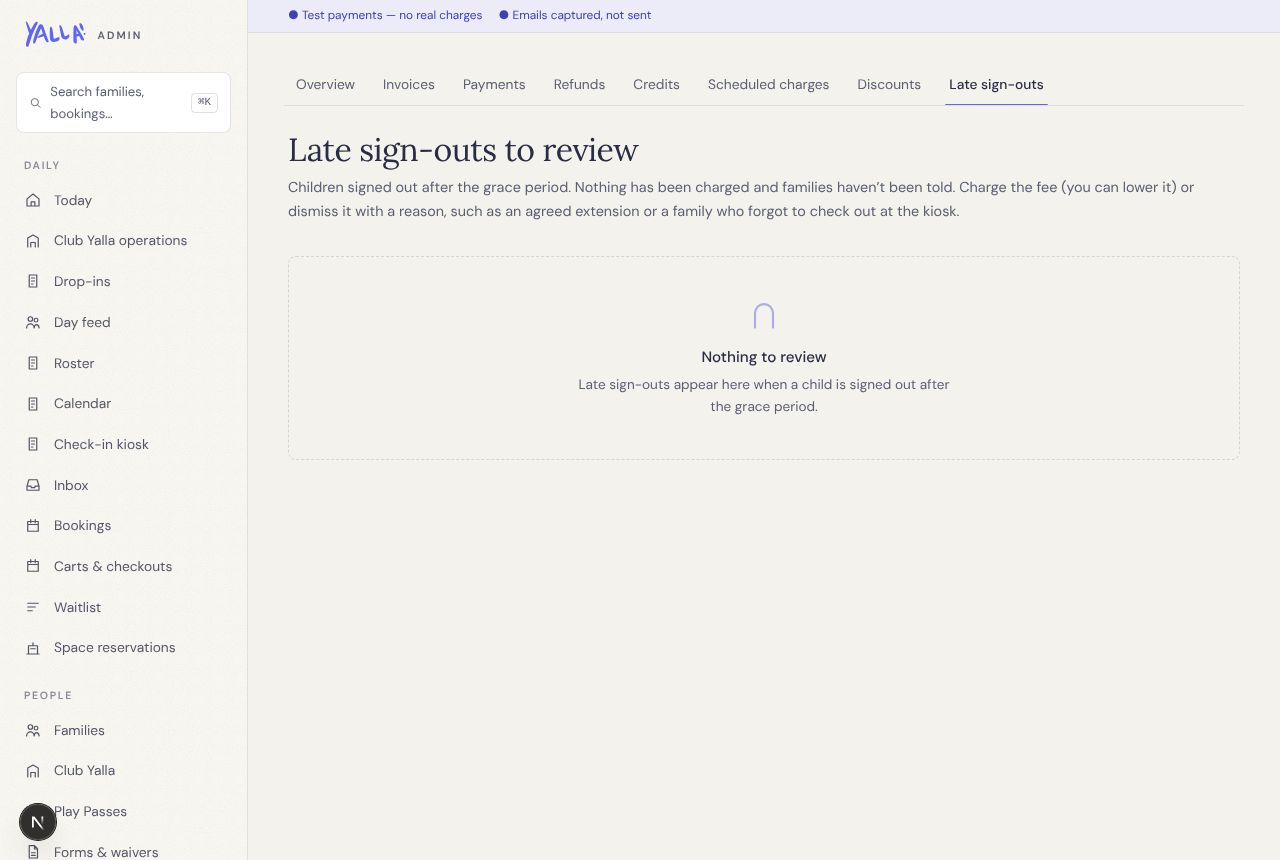 YALLA ADMIN
Search families, bookings… ⌘K
DAILY
Today
Club Yalla operations
Drop-ins
Day feed
Roster
Calendar
Check-in kiosk
Inbox
Bookings
Carts & checkouts
Waitlist
Space reservations
PEOPLE
Families
Club Yalla
Play Passes
Forms & waivers
N
Test payments — no real charges
Emails captured, not sent
Overview
Invoices
Payments
Refunds
Credits
Scheduled charges
Discounts
Late sign-outs
Late sign-outs to review
Children signed out after the grace period. Nothing has been charged and families haven’t been told. Charge the fee (you can lower it) or
dismiss it with a reason, such as an agreed extension or a family who forgot to check out at the kiosk.
Nothing to review
Late sign-outs appear here when a child is signed out after
the grace period.